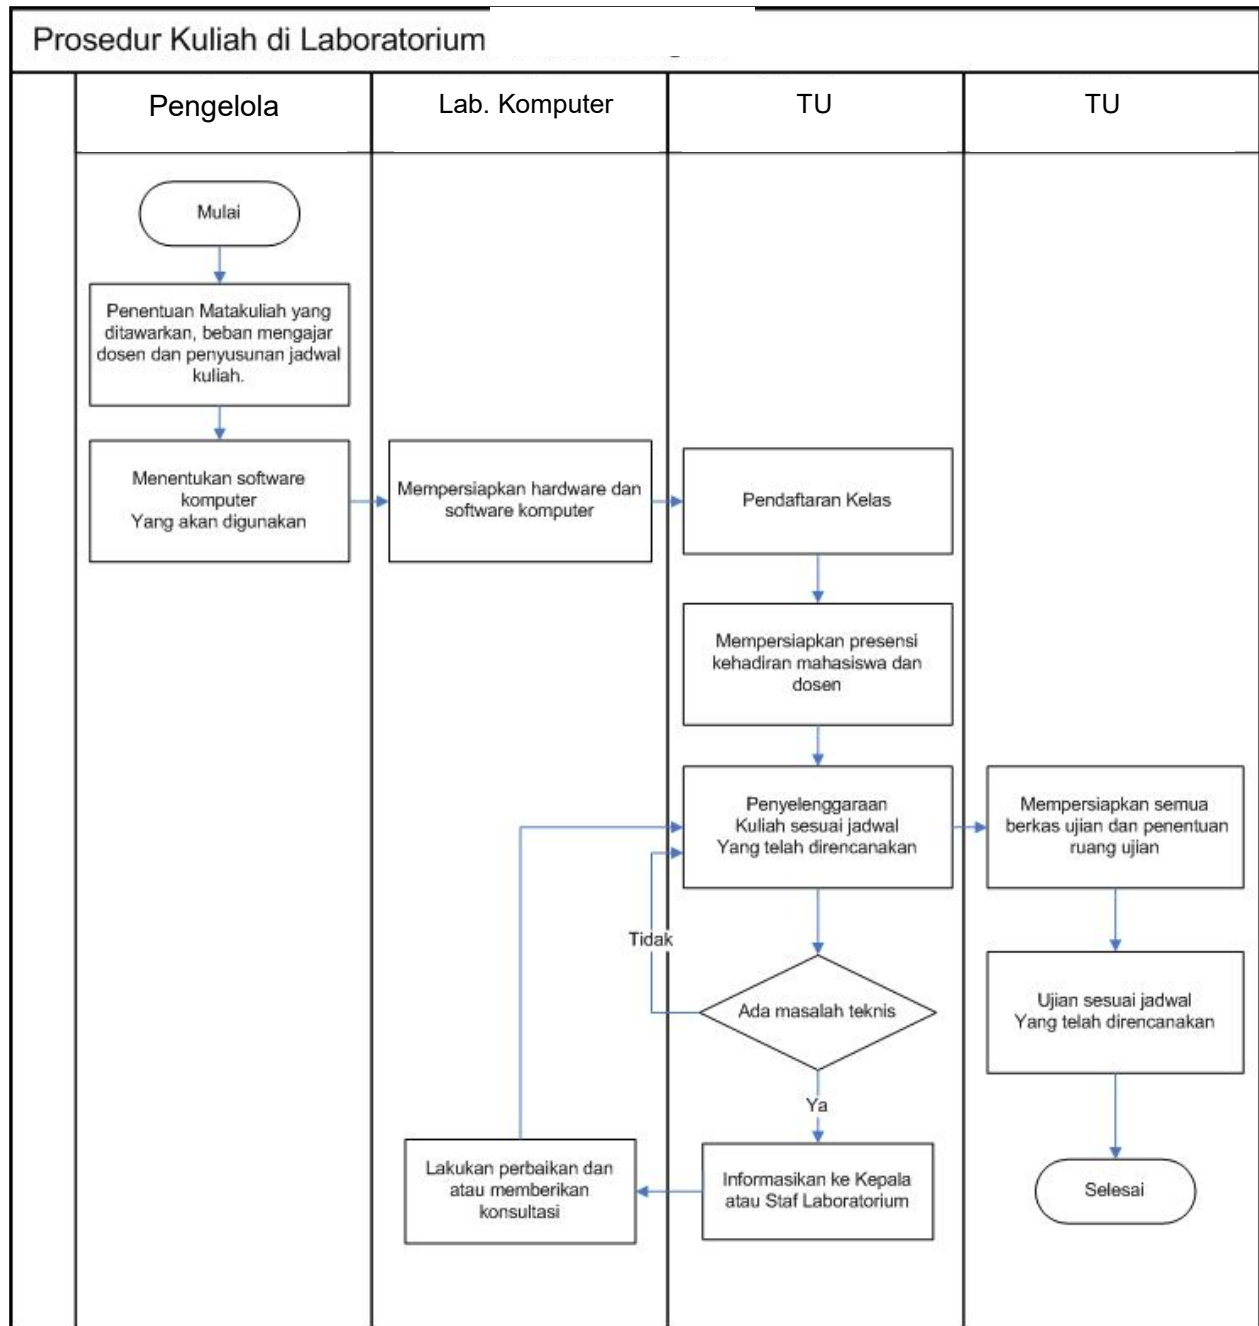 Prosedur Kuliah di Laboratorium
Pengelola
Lab. Komputer
TU
TU
Mulai
Penentuan Matakuliah yang
ditawarkan, beban mengajar
dosen dan penyusunan jadwal
kuliah.
Menentukan software
komputer
Yang akan digunakan
Mempersiapkan hardware dan
software komputer
Pendaftaran Kelas
Mempersiapkan presensi
kehadiran mahasiswa dan
dosen
Penyelenggaraan
Kuliah sesuai jadwal
Yang telah direncanakan
Mempersiapkan semua
berkas ujian dan penentuan
ruang ujian
Tidak
Ada masalah teknis
Ujian sesuai jadwal
Yang telah direncanakan
Ya
Lakukan perbaikan dan
atau memberikan
konsultasi
Informasikan ke Kepala
atau Staf Laboratorium
Selesai